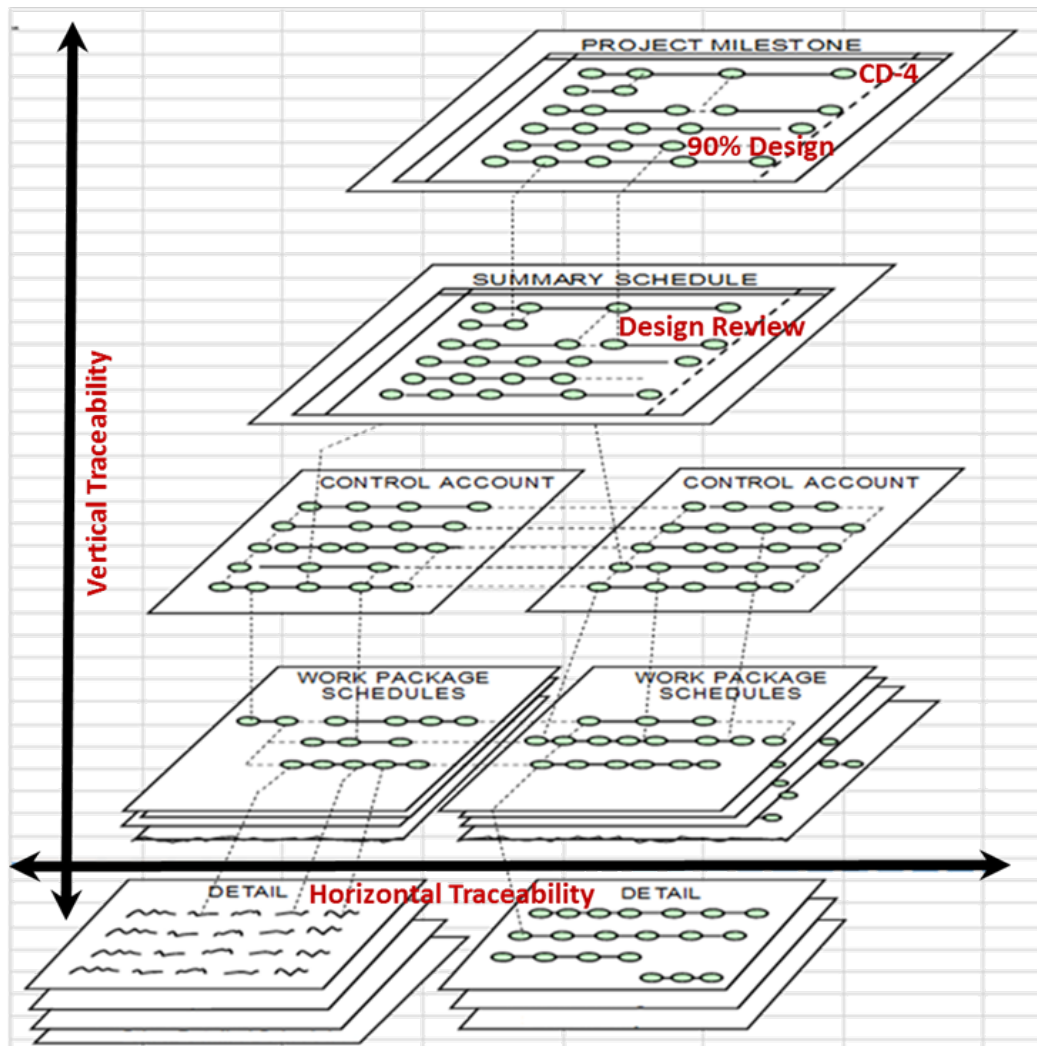 PROJECT MILESTONE
CD-4
90% Design
SUMMARY SCHEDULE
Design Review
Vertical Traceability
CONTROL ACCOUNT
CONTROL ACCOUNT
WORK PACKAGE
SCHEDULES
WORK PACKAGE
SCHEDULES
Horizontal Traceability
DETAIL
DETAIL